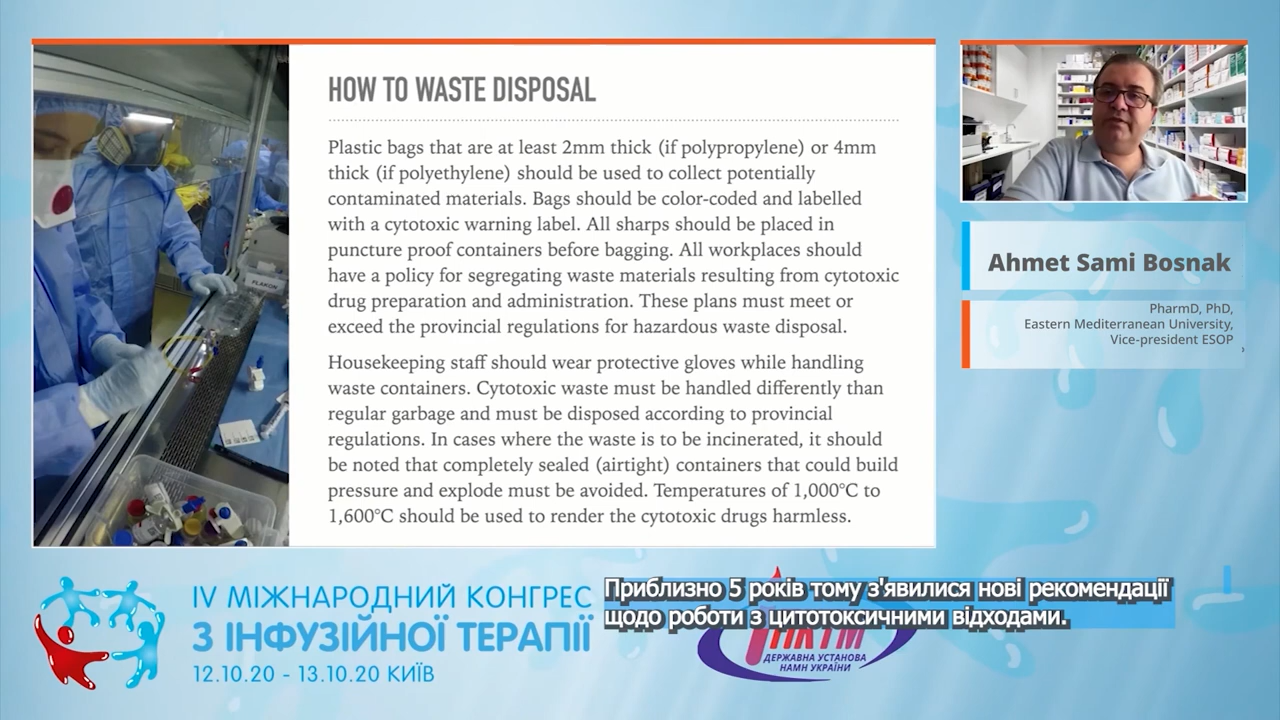 HOW TO WASTE DISPOSAL
Plastic bags that are at least 2mm thick (if polypropylene) or 4mm
thick (if polyethylene) should be used to collect potentially
contaminated materials. Bags should be color-coded and labelled
with a cytotoxic warning label. All sharps should be placed in
puncture proof containers before bagging. All workplaces should
have a policy for segregating waste materials resulting from cytotoxic
drug preparation and administration. These plans must meet or
exceed the provincial regulations for hazardous waste disposal.
Housekeeping staff should wear protective gloves while handling
waste containers. Cytotoxic waste must be handled differently than
regular garbage and must be disposed according to provincial
regulations. In cases where the waste is to be incinerated, it should
be noted that completely sealed (airtight) containers that could build
pressure and explode must be avoided. Temperatures of 1,000°C to
1,600°C should be used to render the cytotoxic drugs harmless.
FLAKON
Ahmet Sami Bosnak
PharmD, PhD,
Eastern Mediterranean University,
Vice-president ESOP
IV МІЖНАРОДНИЙ КОНГРЕС
З ІНФУЗІЙНОЇ ТЕРАПІЇ
12.10.20 - 13.10.20 КИЇВ
Приблизно 5 років тому з'явилися нові рекомендації
щодо роботи з цитотоксичними відходами.
ДЕРЖАВНА УСТАНОВА
НАМН УКРАЇНИ